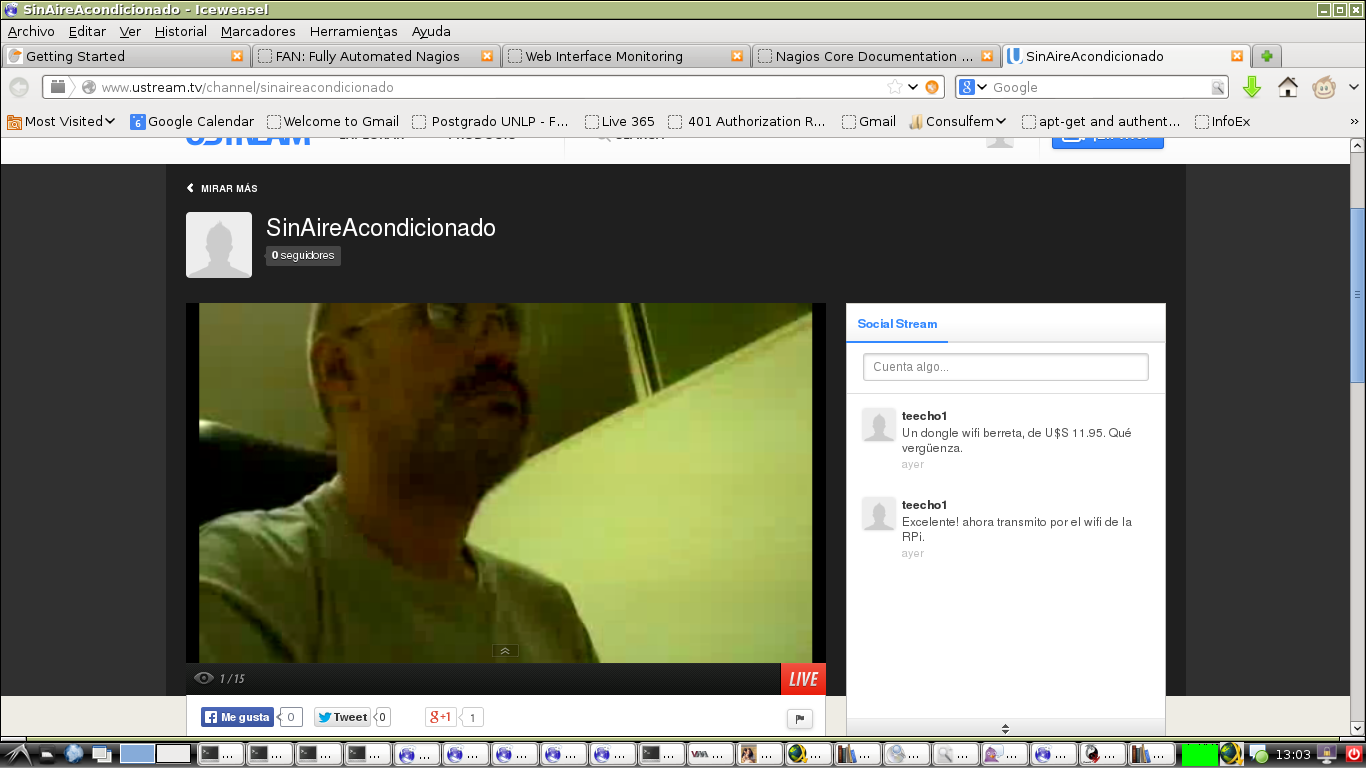 SinAireAcondicionado - Iceweasel
Archivo Editar Ver Historial Marcadores Herramientas Ayuda
Getting Started FAN: Fully Automated Nagios Web Interface Monitoring Nagios Core Documentation ... SinAireAcondicionado
www.ustream.tv/channel/sinaireacondicionado Google
Most Visited Google Calendar Welcome to Gmail Postgrado UNLP - F... Live 365 401 Authorization R... Gmail Consulfem apt-get and authent... InfoEx »
USTREAM
MIRAR MÁS
SinAireAcondicionado
0 seguidores
Social Stream
Cuenta algo...
teecho1
Un dongle wifi berreta, de U$S 11.95. Qué
vergüenza.
ayer
teecho1
Excelente! ahora transmito por el wifi de la
RPi.
ayer
1 / 15 LIVE
Me gusta 0 Tweet 0 g+1 1
13:03